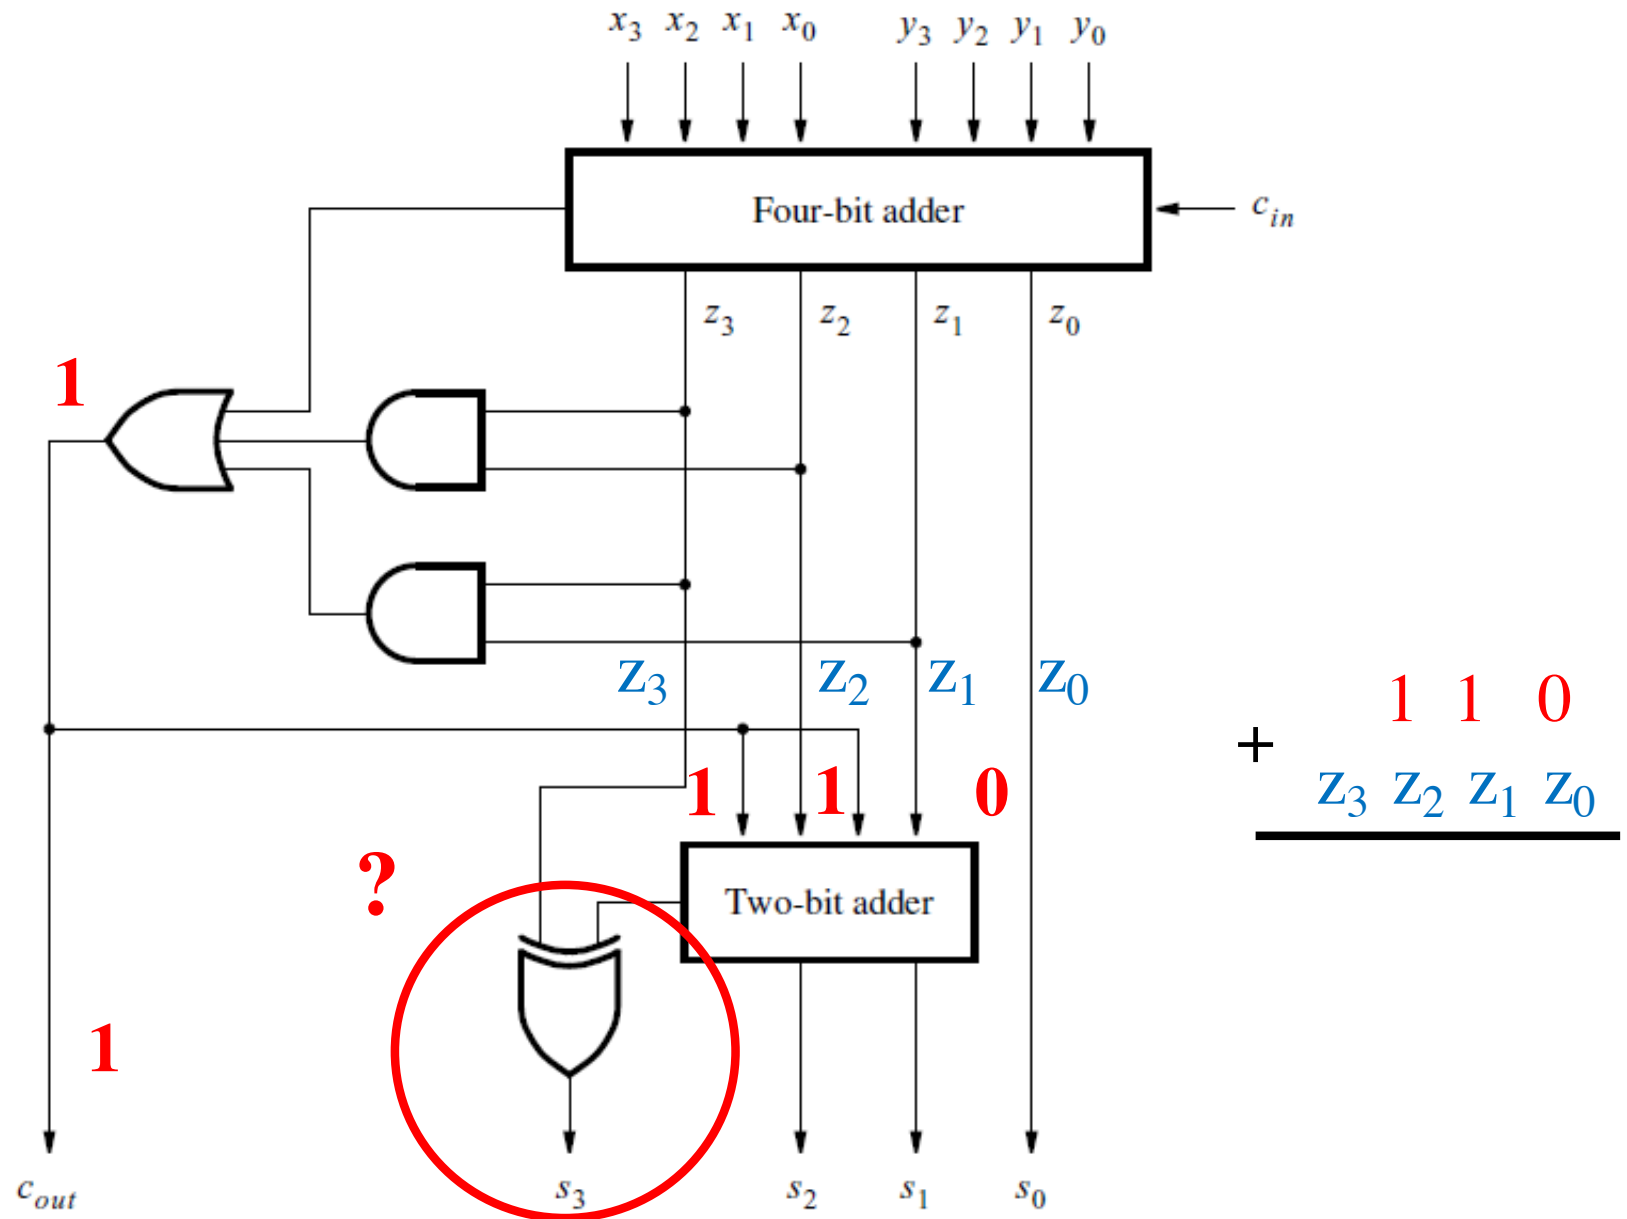 x₃ x₂ x₁ x₀ y₃ y₂ y₁ y₀
Four-bit adder
c_in
z₃ z₂ z₁ z₀
1
z₃ z₂ z₁ z₀
1 1 0
?
Two-bit adder
1
c_out s₃ s₂ s₁ s₀
1 1 0
+
z₃ z₂ z₁ z₀